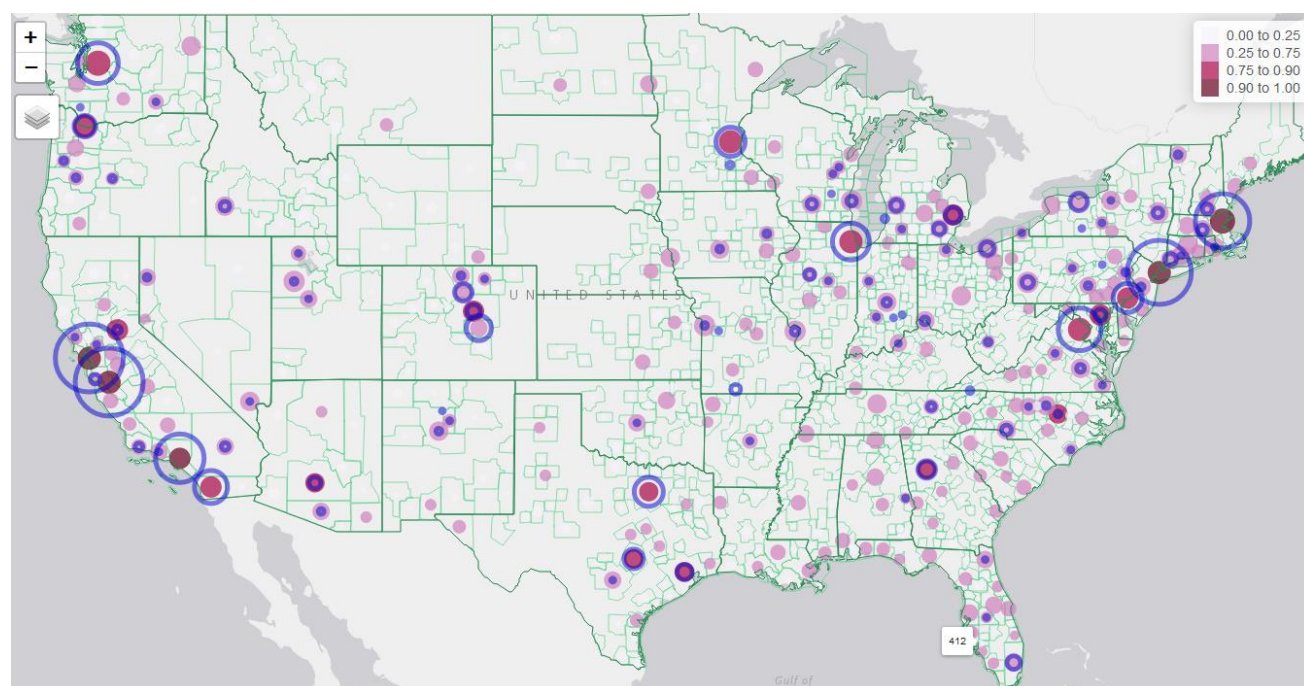 +
−
0.00 to 0.25
0.25 to 0.75
0.75 to 0.90
0.90 to 1.00
UNITED STATES
412
Gulf of